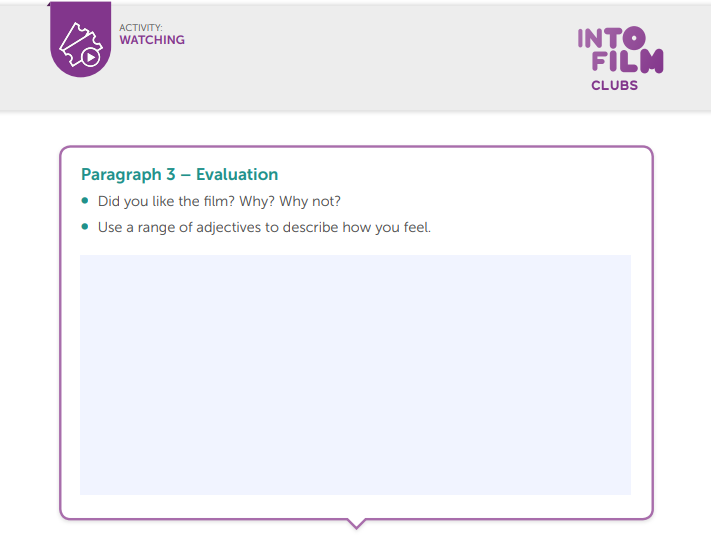 ACTIVITY:
WATCHING
INTO
FILM
CLUBS
Paragraph 3 – Evaluation
• Did you like the film? Why? Why not?
• Use a range of adjectives to describe how you feel.